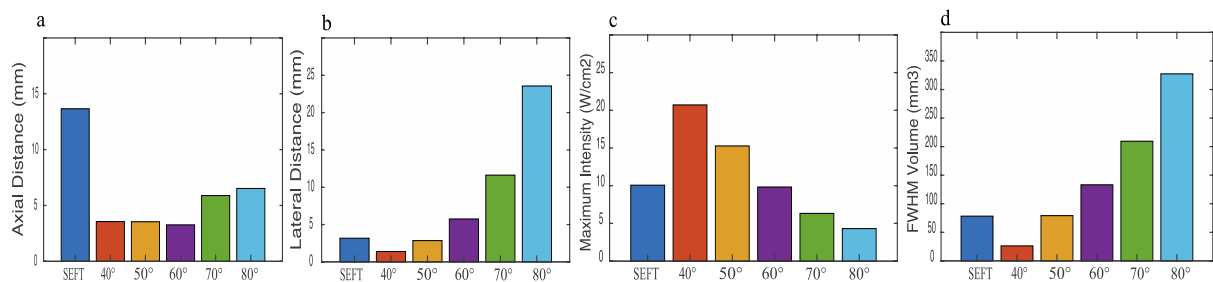 a
Axial Distance (mm)
15
10
5
0
SEFT 40° 50° 60° 70° 80°
b
Lateral Distance (mm)
25
20
15
10
5
0
SEFT 40° 50° 60° 70° 80°
c
Maximum Intensity (W/cm2)
25
20
15
10
5
0
SEFT 40° 50° 60° 70° 80°
d
FWHM Volume (mm3)
350
300
250
200
150
100
50
0
SEFT 40° 50° 60° 70° 80°